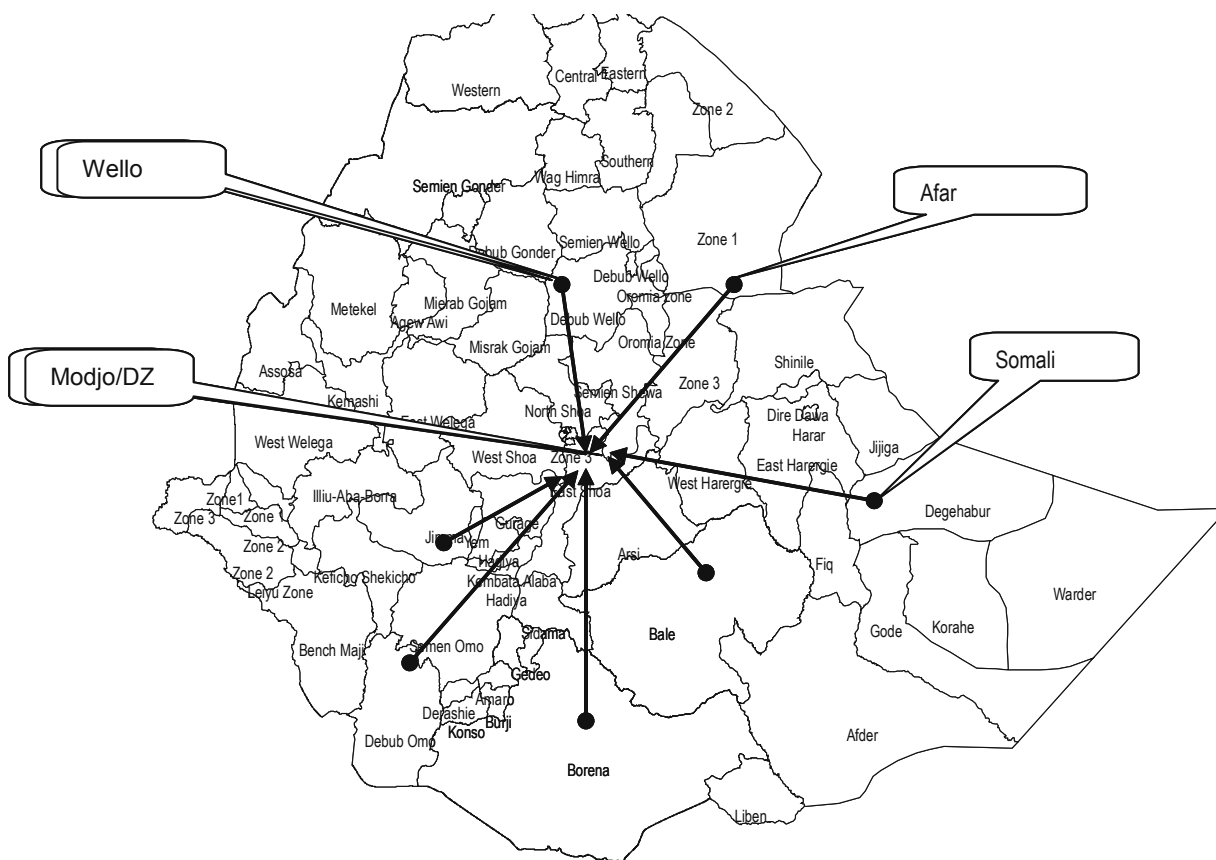 Central
Eastern
Western
Zone 2
Wello
Southern
Wag Himra
Semien Gonder
Afar
Zone 1
Debub Gonder
Semien Wello
Debub Wello
Oromia zone
Metekel
Mierab Gojam
Agew Awi
Debub Wello
Oromia Zone
Misrak Gojam
Shinile
Somali
Modjo/DZ
Assosa
Kemashi
Zone 3
Semien Shewa
North Shoa
East Welega
Dire Dawa
Harar
West Welega
West Shoa
Zone 3
Jijiga
East Harergie
West Harergie
East Shoa
Illiu-Aba-Borra
Zone1
Zone 3
Zone 1
Degehabur
Gurage
Jimma
Yem
Zone 2
Hadiya
Arsi
Fiq
Zone 2
Keficho Shekicho
Kembata Alaba
Leiyu Zone
Hadiya
Warder
Gode
Korahe
Bale
Sidama
Bench Maji
Semen Omo
Gedeo
Amaro
Derashie
Burji
Konso
Debub Omo
Afder
Borena
Liben